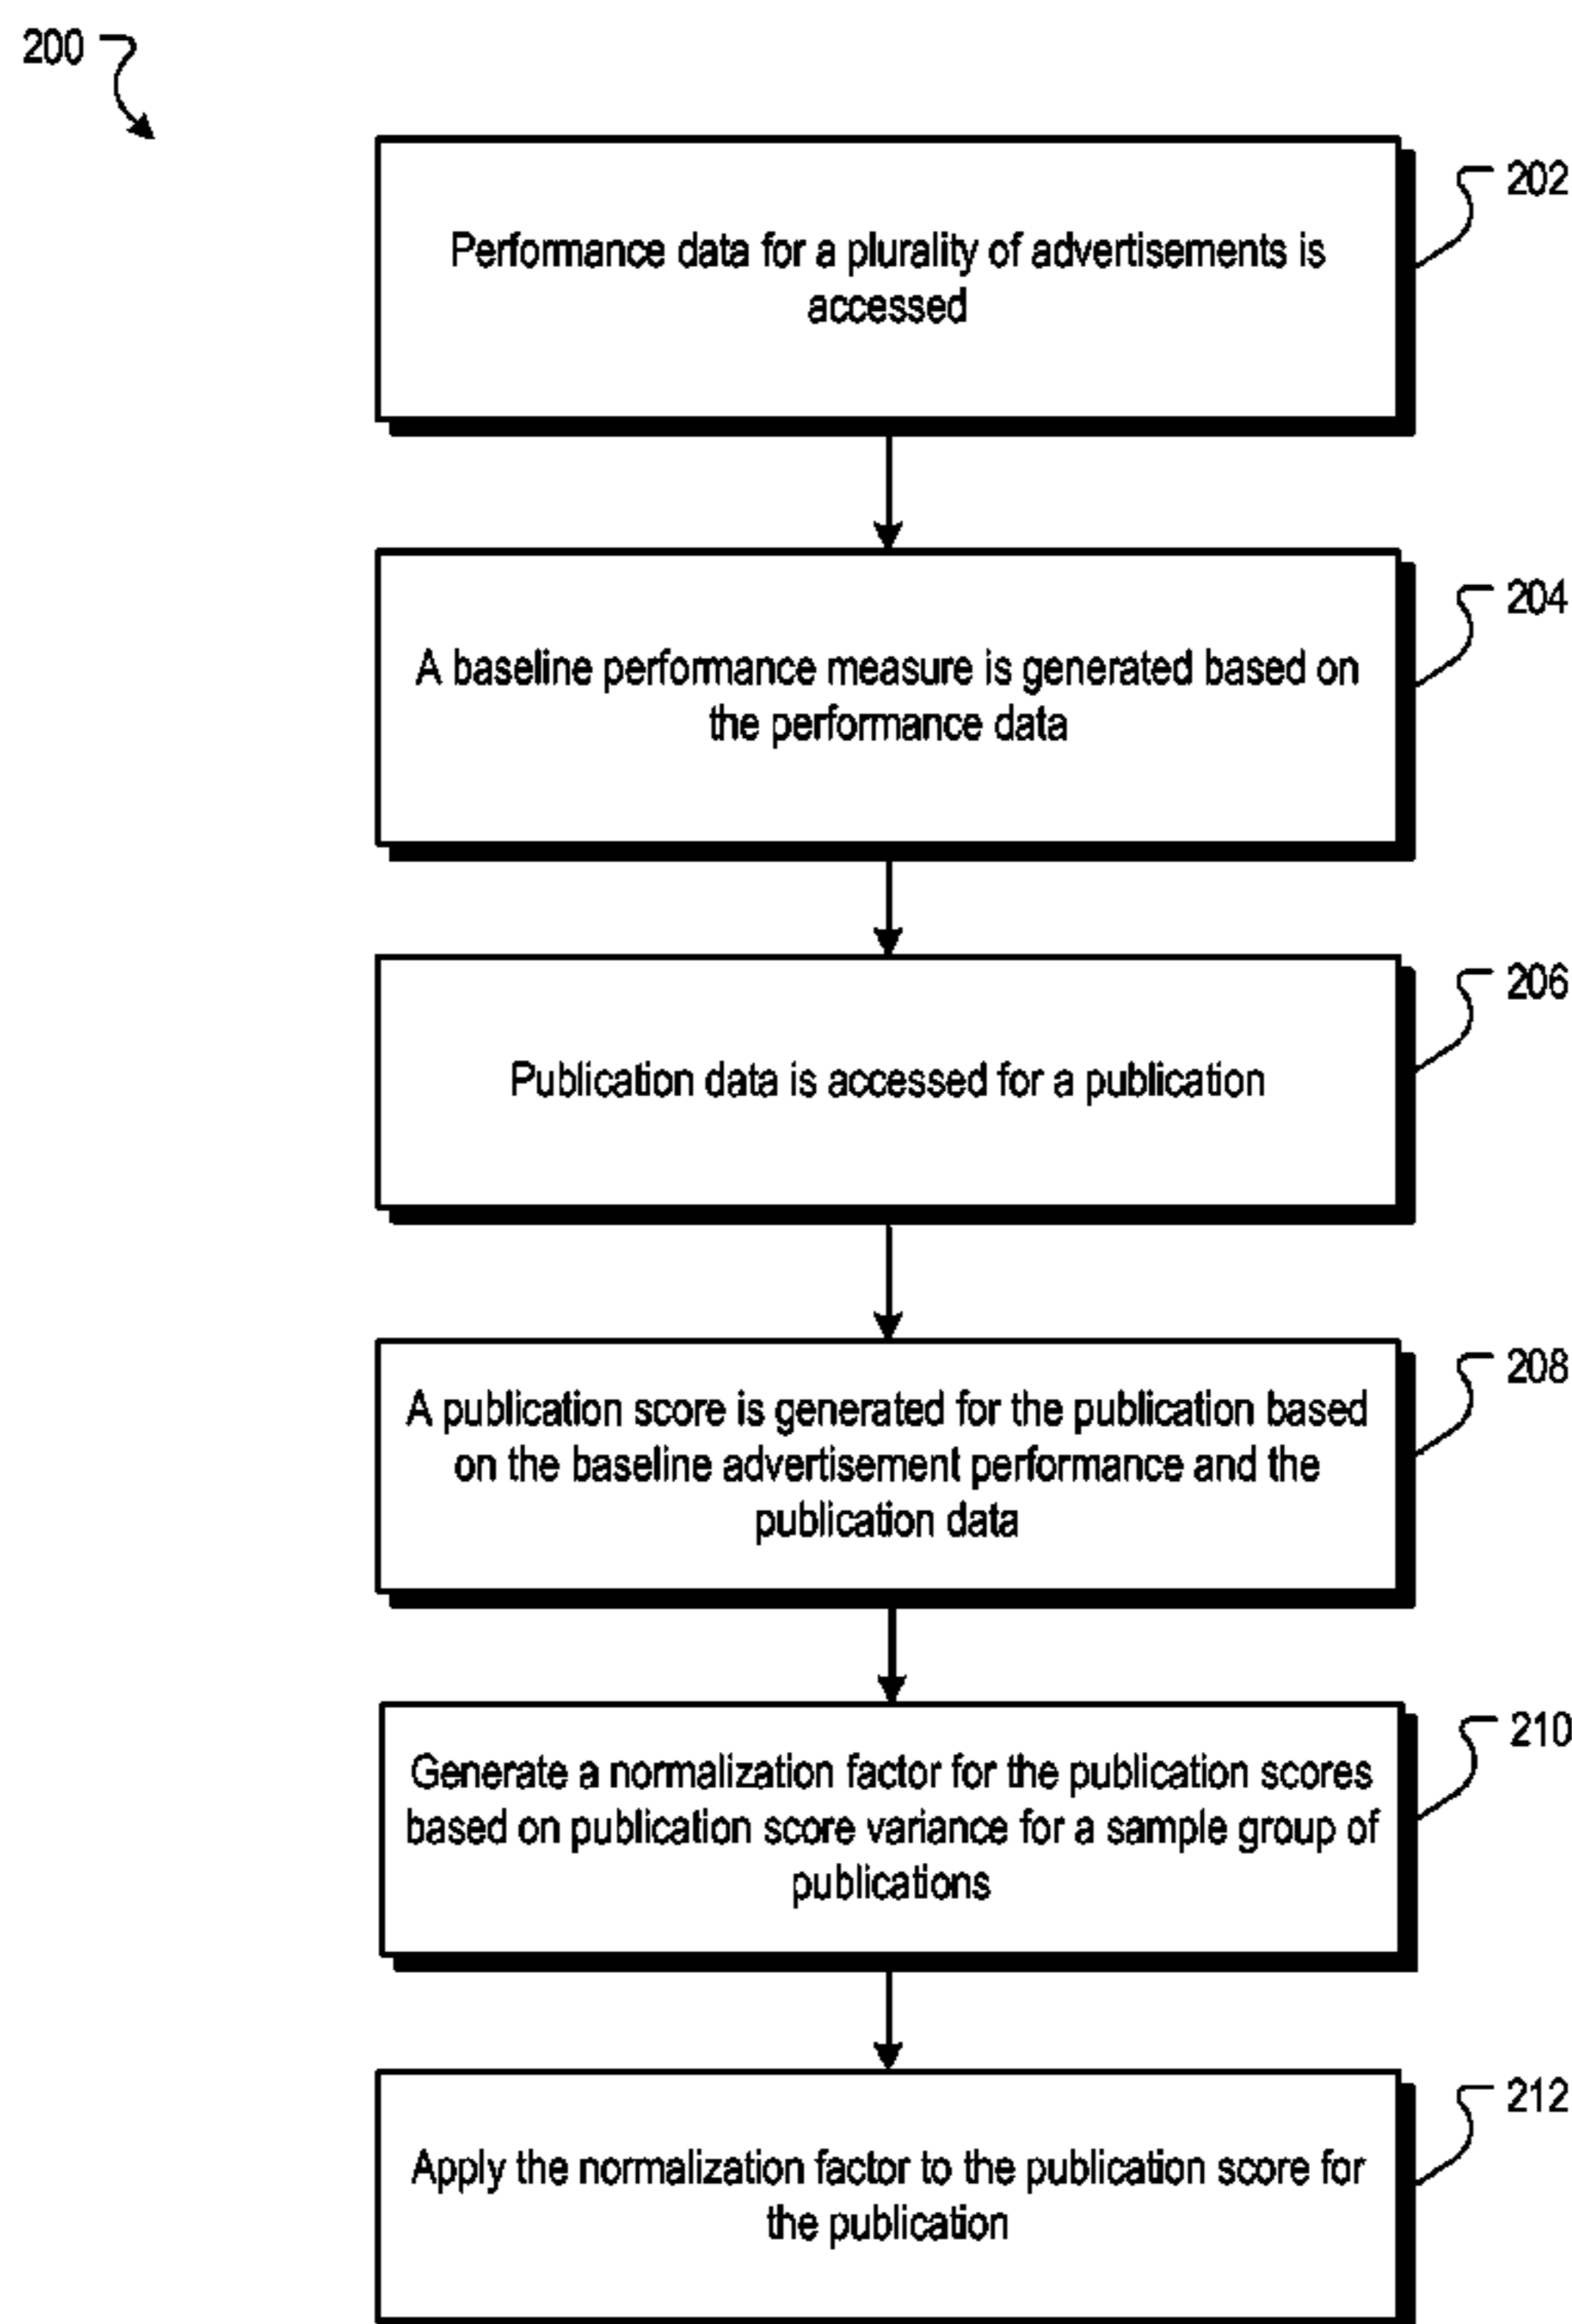 200
202
Performance data for a plurality of advertisements is
accessed
204
A baseline performance measure is generated based on
the performance data
206
Publication data is accessed for a publication
208
A publication score is generated for the publication based
on the baseline advertisement performance and the
publication data
210
Generate a normalization factor for the publication scores
based on publication score variance for a sample group of
publications
212
Apply the normalization factor to the publication score for
the publication